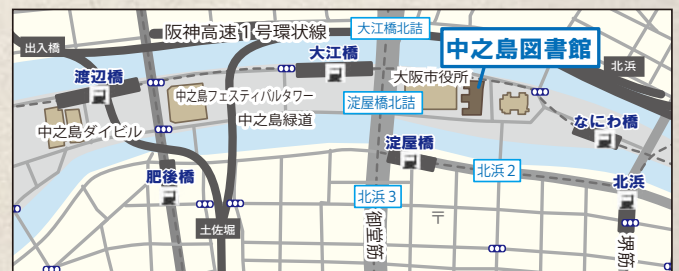 阪神高速1号環状線
大江橋北詰
出入橋
大江橋
中之島図書館
北浜
渡辺橋
大阪市役所
中之島フェスティバルタワー
淀屋橋北詰
中之島ダイビル
中之島緑道
なにわ橋
淀屋橋
肥後橋
北浜2
北浜
北浜3
土佐堀
御堂筋
〒
堺筋